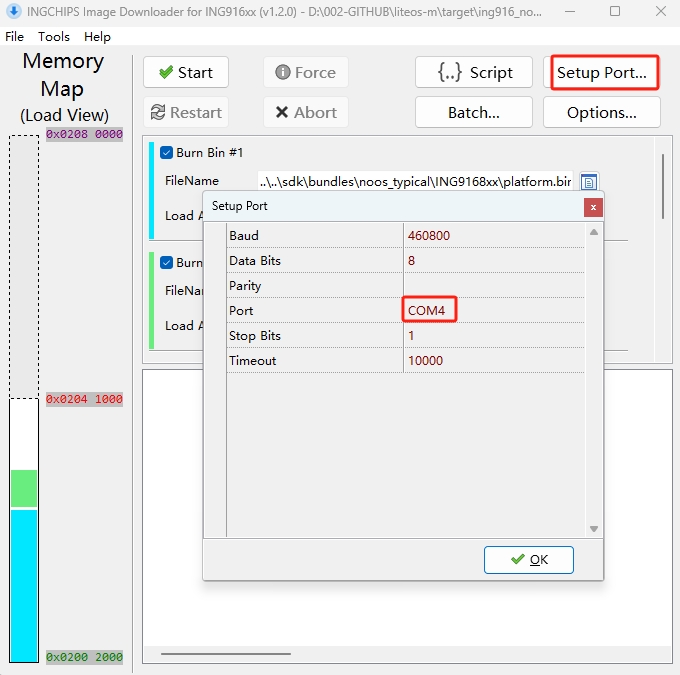 INGCHIPS Image Downloader for ING916xx (v1.2.0) - D:\002-GITHUB\liteos-m\target\ing916_no...
File Tools Help
Memory
Map
(Load View)
0x0208 0000
0x0204 1000
0x0200 2000
Start Force {..} Script Setup Port...
Restart Abort Batch... Options...
Burn Bin #1
FileName ..\..\sdk\bundles\noos_typical\ING9168xx\platform.bin
Load A
Burn
FileNa
Load A
Setup Port
x
Baud 460800
Data Bits 8
Parity
Port COM4
Stop Bits 1
Timeout 10000
OK